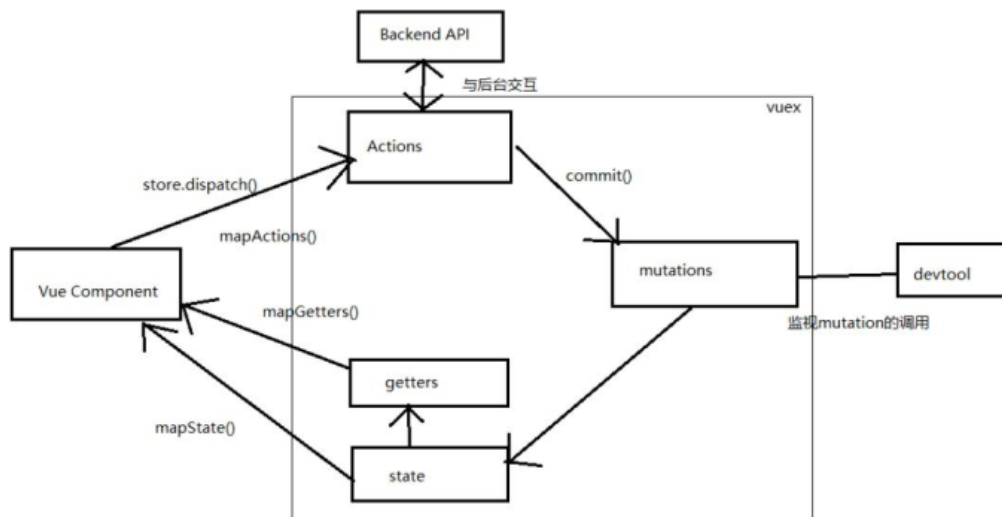 Backend API
与后台交互
vuex
Actions
commit()
store.dispatch()
mapActions()
mutations
devtool
Vue Component
mapGetters()
监视mutation的调用
getters
mapState()
state